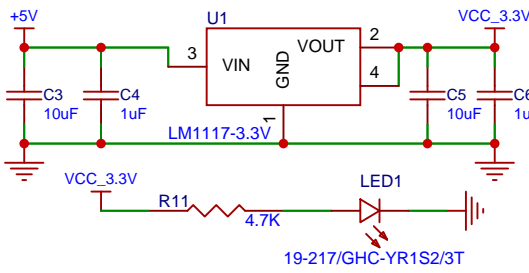 +5V
U1
VCC_3.3V
3
VIN
VOUT
2
GND
4
C3
10uF
C4
1uF
C5
10uF
C6
1u
1
LM1117-3.3V
VCC_3.3V
R11
4.7K
LED1
19-217/GHC-YR1S2/3T